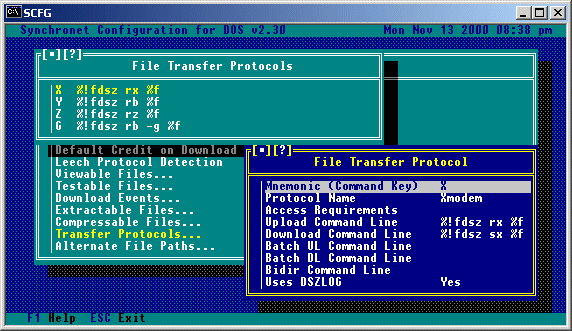 SCFG
Synchronet Configuration for DOS v2.30 Mon Nov 13 2000 08:38 pm
[■][?]
File Transfer Protocols
X %!fdsz rx %f
Y %!fdsz rb %f
Z %!fdsz rz %f
G %!fdsz rb -g %f
Default Credit on Download
Leech Protocol Detection
Viewable Files...
Testable Files...
Download Events...
Extractable Files...
Compressable Files...
Transfer Protocols...
Alternate File Paths...
[■][?]
File Transfer Protocol
Mnemonic (Command Key) X
Protocol Name Xmodem
Access Requirements
Upload Command Line %!fdsz rx %f
Download Command Line %!fdsz sx %f
Batch UL Command Line
Batch DL Command Line
Bidir Command Line
Uses DSZLOG Yes
F1 Help ESC Exit